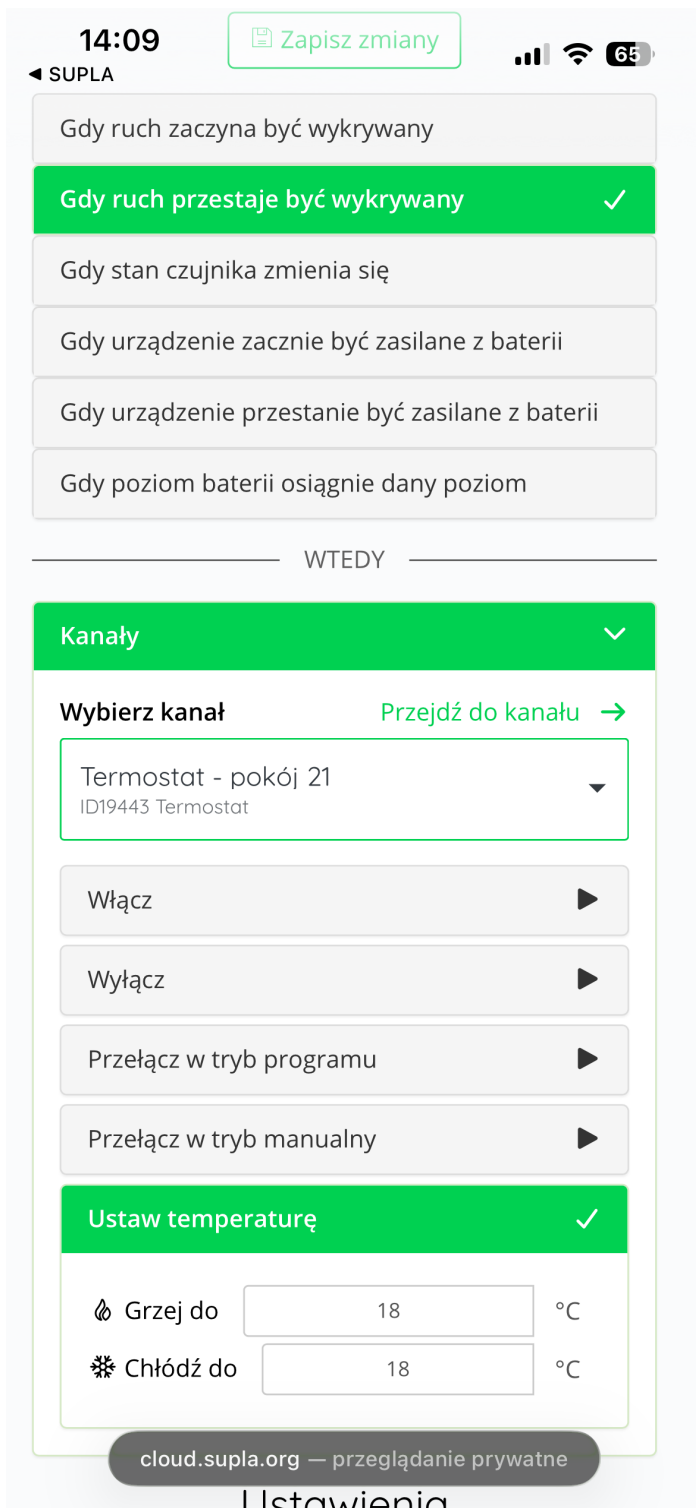 14:09
Zapisz zmiany
65
◀ SUPLA
Gdy ruch zaczyna być wykrywany
Gdy ruch przestaje być wykrywany
Gdy stan czujnika zmienia się
Gdy urządzenie zacznie być zasilane z baterii
Gdy urządzenie przestanie być zasilane z baterii
Gdy poziom baterii osiągnie dany poziom
WTEDY
Kanały
Wybierz kanał Przejdź do kanału →
Termostat - pokój 21
ID19443 Termostat
Włącz
Wyłącz
Przełącz w tryb programu
Przełącz w tryb manualny
Ustaw temperaturę
Grzej do 18 °C
Chłódź do 18 °C
cloud.supla.org — przeglądanie prywatne
Ustawienia